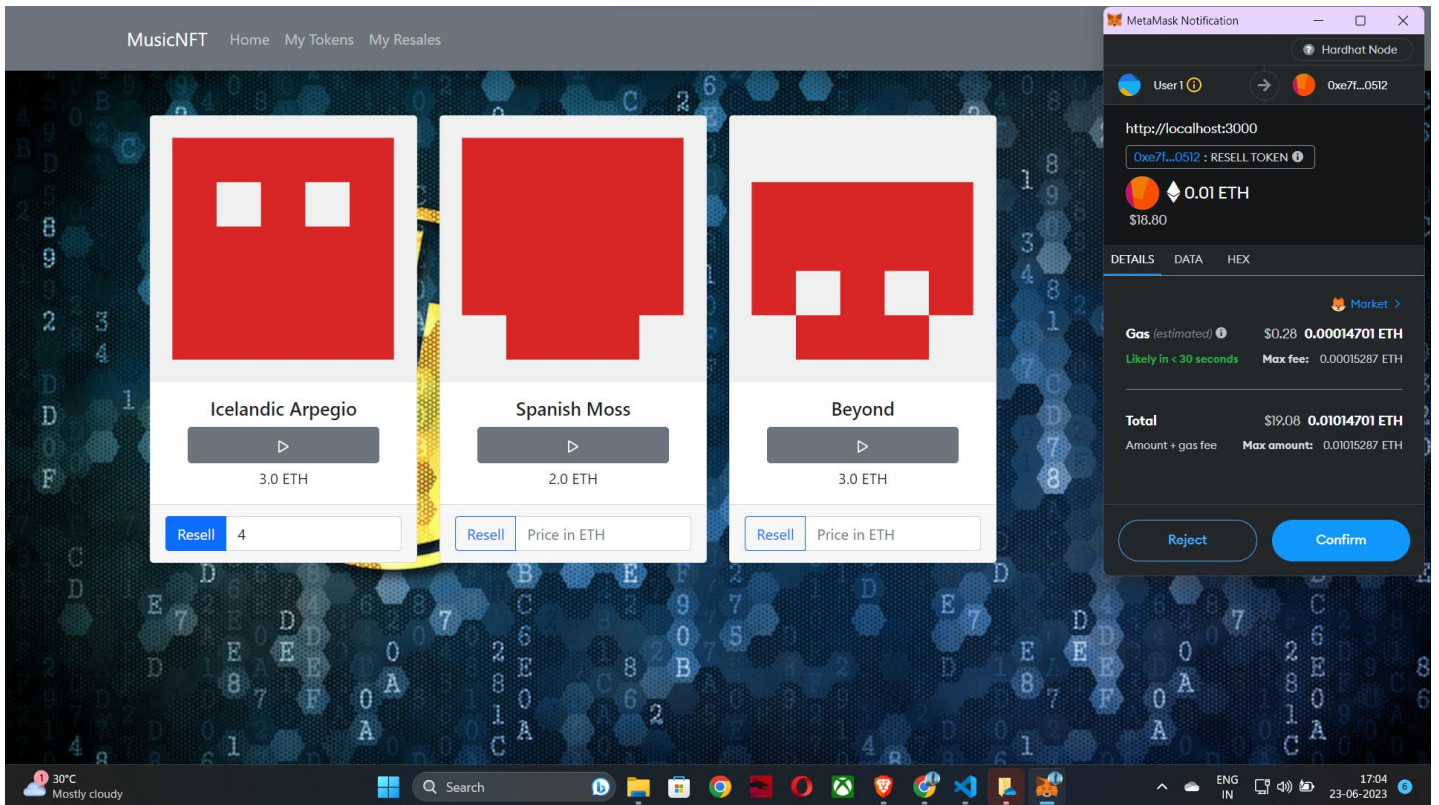 MusicNFT Home My Tokens My Resales
Icelandic Arpegio
3.0 ETH
Resell 4
Spanish Moss
2.0 ETH
Resell Price in ETH
Beyond
3.0 ETH
Resell Price in ETH
MetaMask Notification
Hardhat Node
User 1 0xe7f...0512
http://localhost:3000
0xe7f...0512 : RESELL TOKEN
0.01 ETH
$18.80
DETAILS DATA HEX
Market >
Gas (estimated) $0.28 0.00014701 ETH
Likely in < 30 seconds Max fee: 0.00015287 ETH
Total $19.08 0.01014701 ETH
Amount + gas fee Max amount: 0.01015287 ETH
Reject Confirm
1 30°C
Mostly cloudy
Search
ENG
IN
17:04
23-06-2023
6